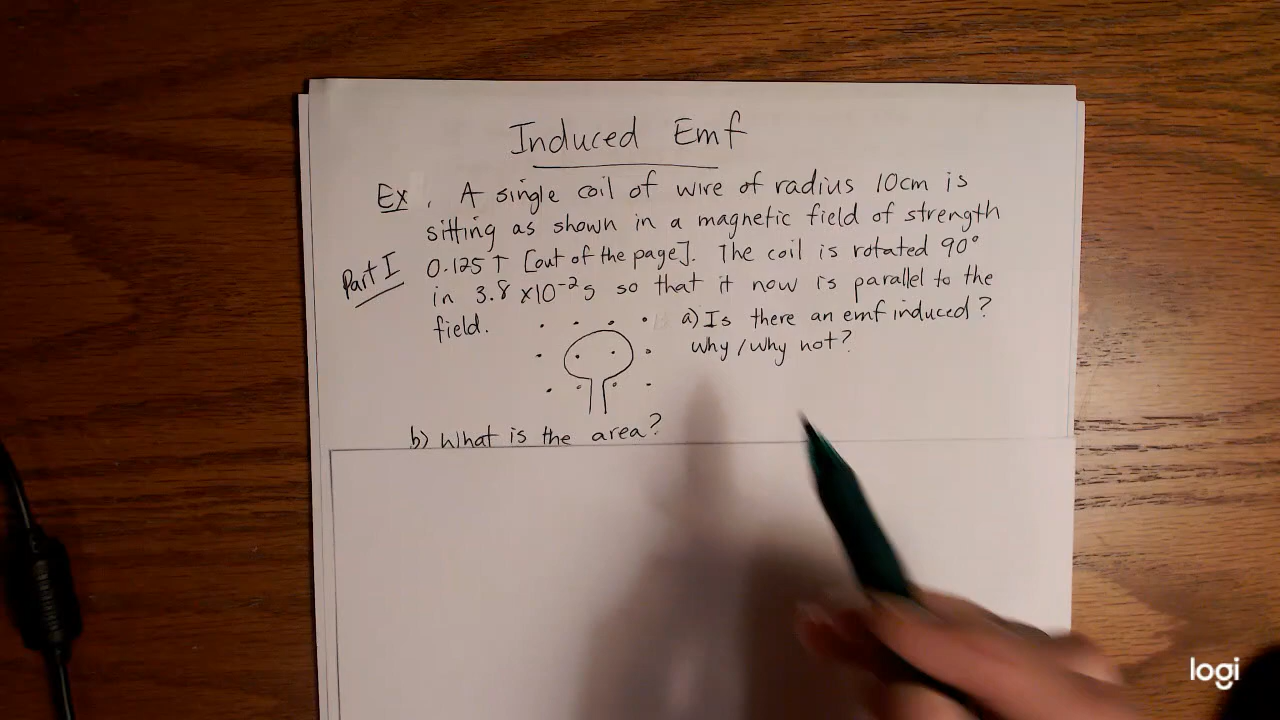 Induced Emf
Ex. A single coil of wire of radius 10cm is
sitting as shown in a magnetic field of strength
Part I
0.125T [out of the page]. The coil is rotated 90°
in 3.8 x10⁻²s so that it now is parallel to the
field.
a) Is there an emf induced?
Why / Why not?
b) What is the area?
logi